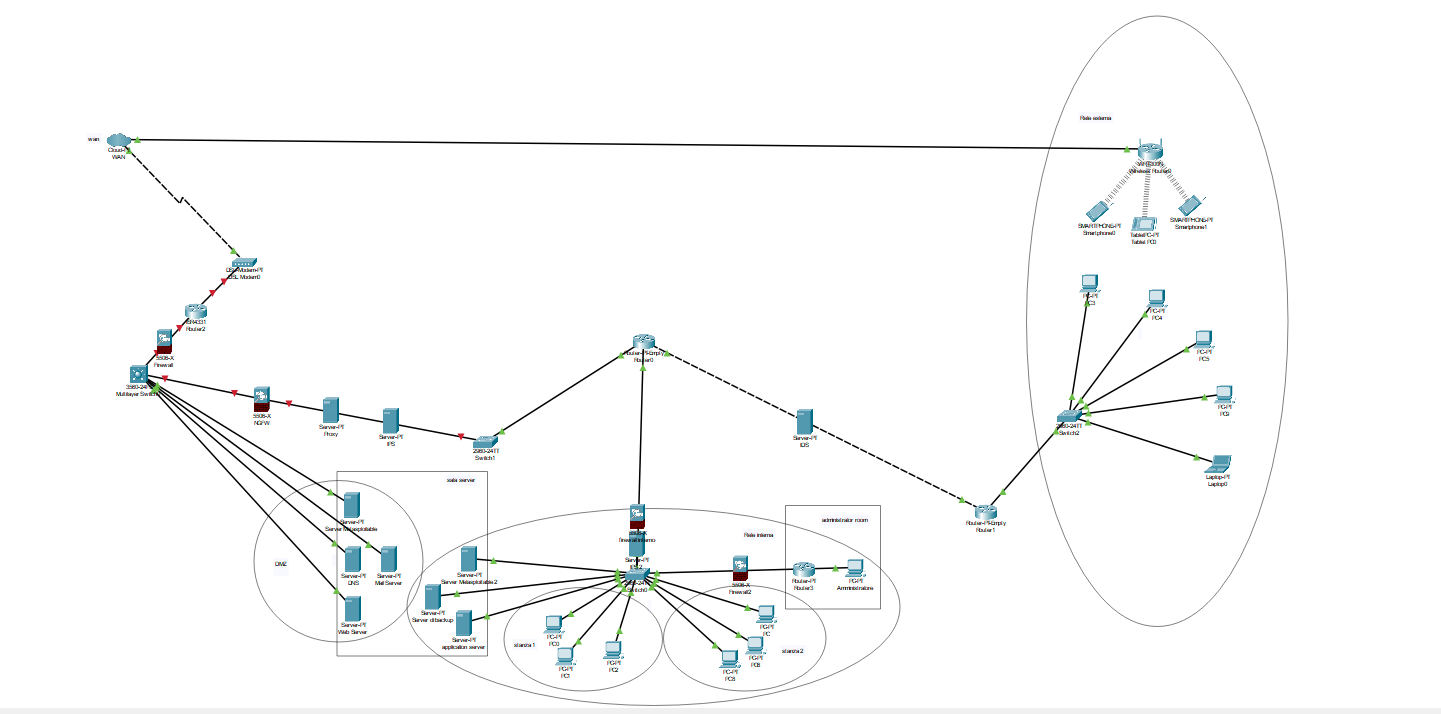 Rete esterna
wan
WAN
WRT300N
Wireless Router0
SMARTPHONE-PT
Smartphone0
TabletPC-PT
Tablet PC0
SMARTPHONE-PT
Smartphone1
DSL-Modem-PT
DSL Modem0
ISR4331
Router2
5506-X
Firewall
Multilayer Switch
5506-X
NGFW
Server-PT
Proxy
Server-PT
IPS
2960-24TT
Switch1
Router-PT-Empty
Router0
Server-PT
IDS
Router-PT-Empty
Router1
PC-PT
PC3
PC-PT
PC4
PC-PT
PC5
PC-PT
2960-24TT
Switch2
Laptop-PT
Laptop0
sala server
DMZ
Server-PT
Server Metasploitable
Server-PT
DNS
Server-PT
Mail Server
Server-PT
Web Server
Server-PT
Server Metasploitable 2
Server-PT
Server di backup
Server-PT
application server
5506-X
firewall interno
Server-PT
Switch0
Rete interna
administrator room
5506-X
Firewall2
Router-PT
Router3
PC-PT
Amministratore
stanza 1
PC-PT
PC0
PC-PT
PC1
PC-PT
PC2
stanza 2
PC-PT
PC
PC-PT
PC6
PC-PT
PC8